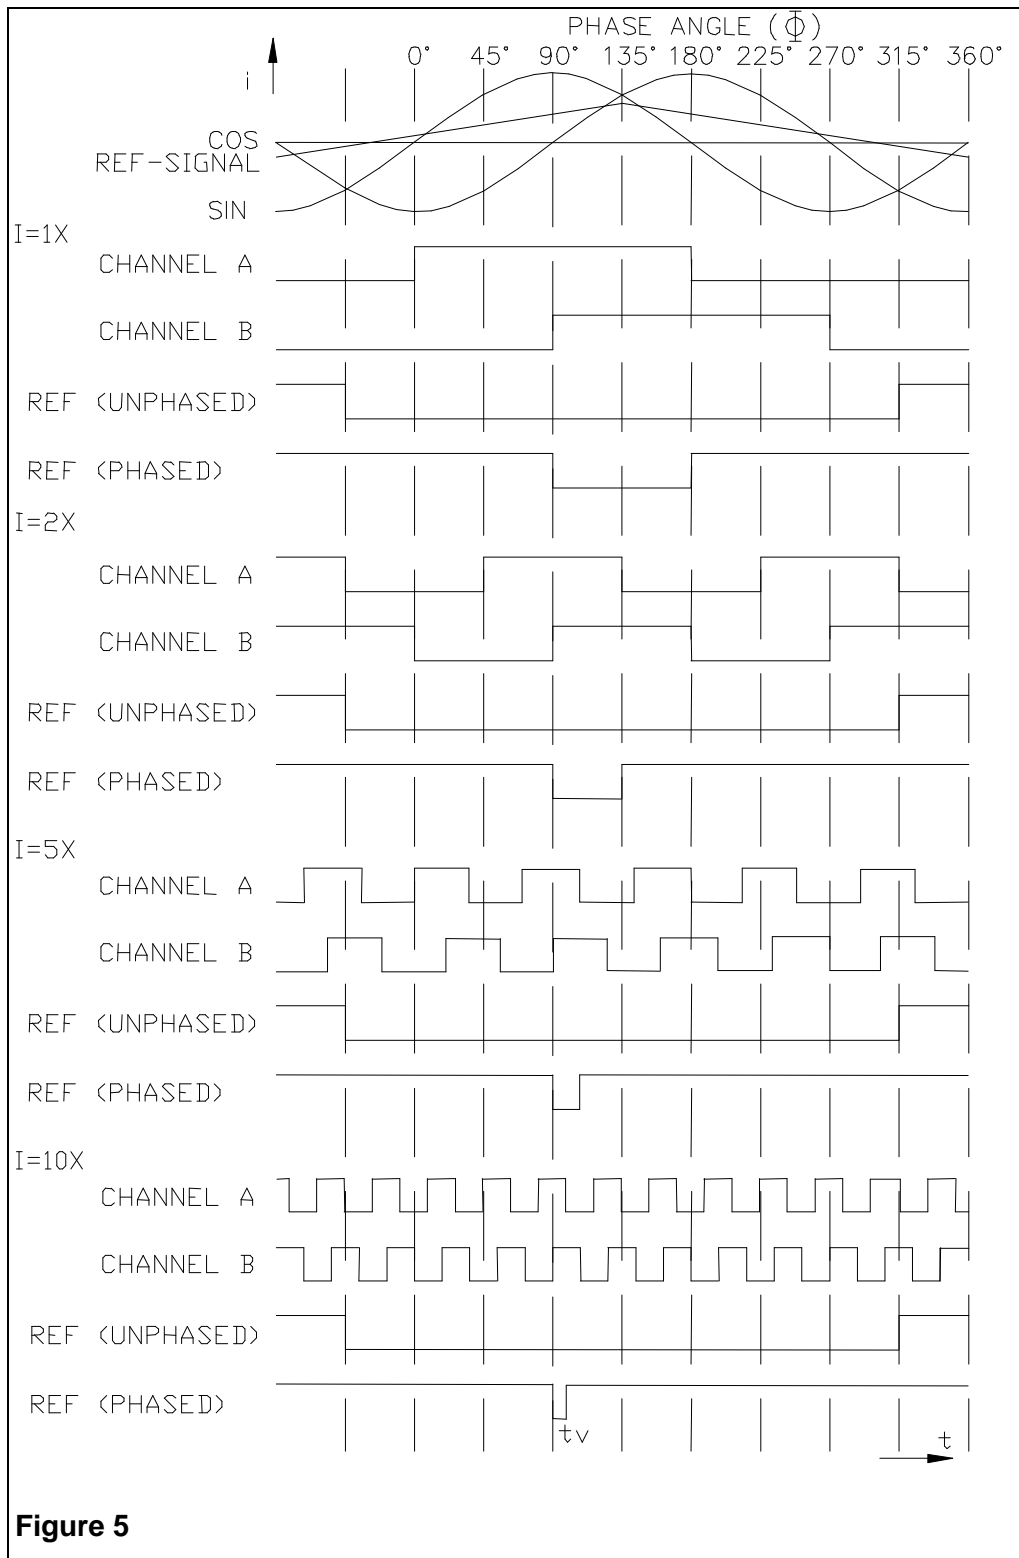 PHASE ANGLE (Φ)
i 0° 45° 90° 135° 180° 225° 270° 315° 360°
COS
REF-SIGNAL
SIN
I=1X
CHANNEL A
CHANNEL B
REF (UNPHASED)
REF (PHASED)
I=2X
CHANNEL A
CHANNEL B
REF (UNPHASED)
REF (PHASED)
I=5X
CHANNEL A
CHANNEL B
REF (UNPHASED)
REF (PHASED)
I=10X
CHANNEL A
CHANNEL B
REF (UNPHASED)
REF (PHASED)
tv
t
Figure 5